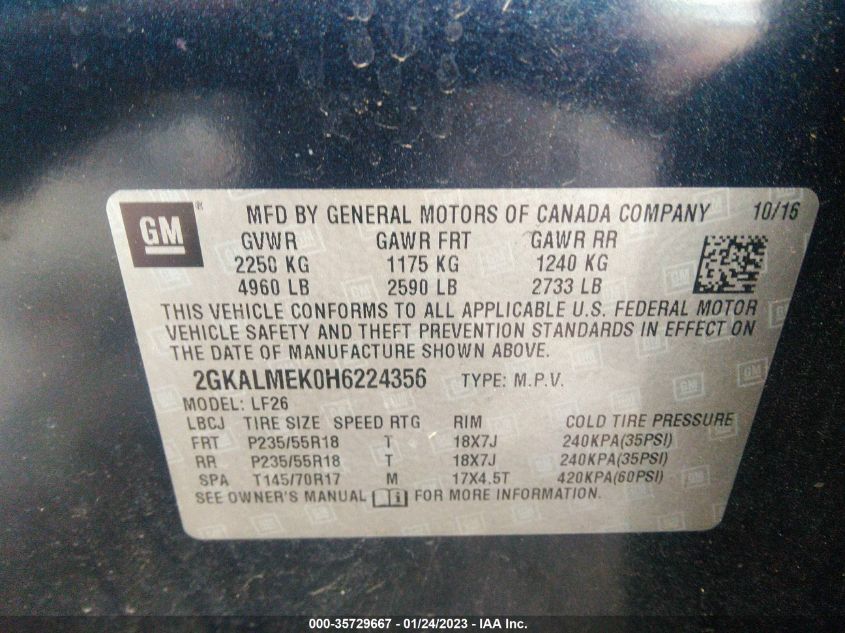 GM ® MFD BY GENERAL MOTORS OF CANADA COMPANY 10/16
GVWR GAWR FRT GAWR RR
2250 KG 1175 KG 1240 KG
4960 LB 2590 LB 2733 LB
THIS VEHICLE CONFORMS TO ALL APPLICABLE U.S. FEDERAL MOTOR
VEHICLE SAFETY AND THEFT PREVENTION STANDARDS IN EFFECT ON
THE DATE OF MANUFACTURE SHOWN ABOVE.
2GKALMEK0H6224356 TYPE: M.P.V.
MODEL: LF26
LBCJ TIRE SIZE SPEED RTG RIM COLD TIRE PRESSURE
FRT P235/55R18 T 18X7J 240KPA(35PSI)
RR P235/55R18 T 18X7J 240KPA(35PSI)
SPA T145/70R17 M 17X4.5T 420KPA(60PSI)
SEE OWNER'S MANUAL i FOR MORE INFORMATION.
000-35729667 - 01/24/2023 - © IAA Inc.